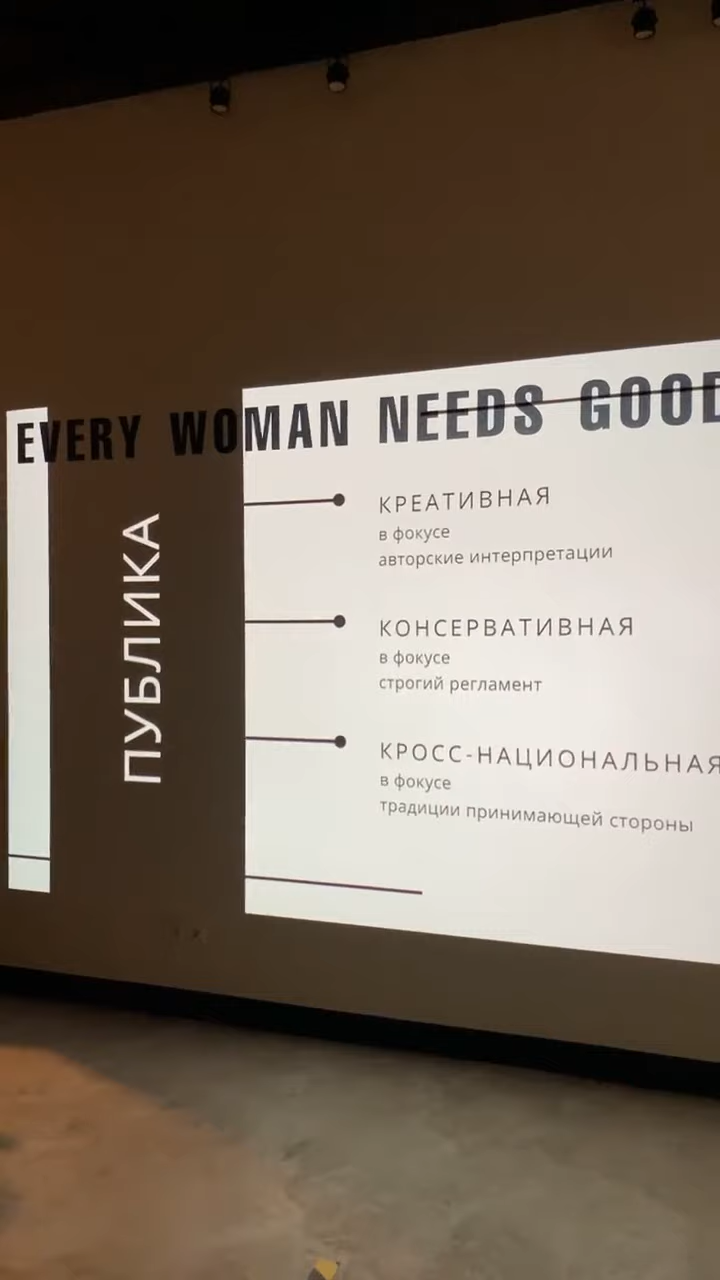 EVERY WOMAN NEEDS GOOD
ПУБЛИКА
КРЕАТИВНАЯ
в фокусе
авторские интерпретации
КОНСЕРВАТИВНАЯ
в фокусе
строгий регламент
КРОСС-НАЦИОНАЛЬНАЯ
в фокусе
традиции принимающей стороны